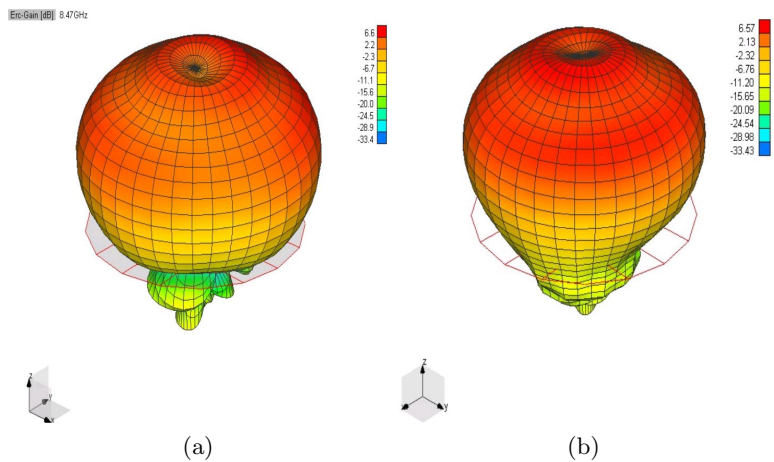 Erc-Gain [dB] 8.47GHz
6.6
2.2
-2.3
-6.7
-11.1
-15.6
-20.0
-24.5
-28.9
-33.4
6.57
2.13
-2.32
-6.76
-11.20
-15.65
-20.09
-24.54
-28.98
-33.43
z
y
x
z
x
y
(a)
(b)